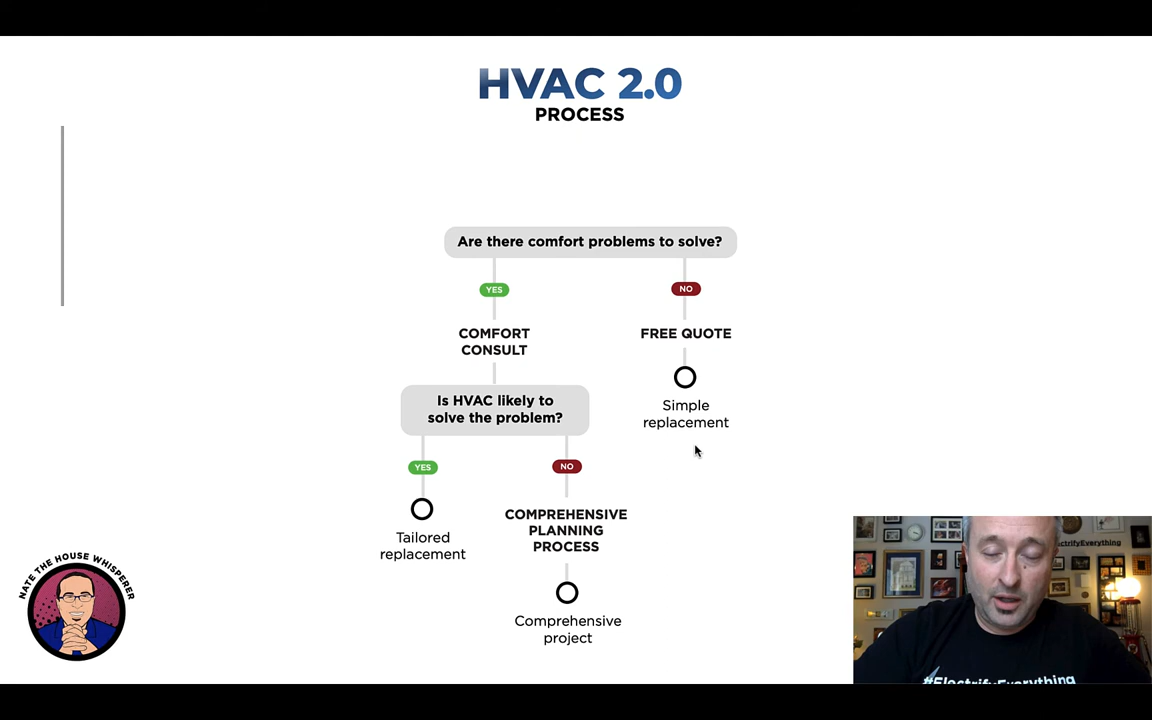 HVAC 2.0
PROCESS
Are there comfort problems to solve?
YES
NO
COMFORT
CONSULT
FREE QUOTE
Is HVAC likely to
solve the problem?
Simple
replacement
YES
NO
Tailored
replacement
COMPREHENSIVE
PLANNING
PROCESS
Comprehensive
project
NATE THE HOUSE WHISPERER
ctrifyEverything
#ElectrifyEverything